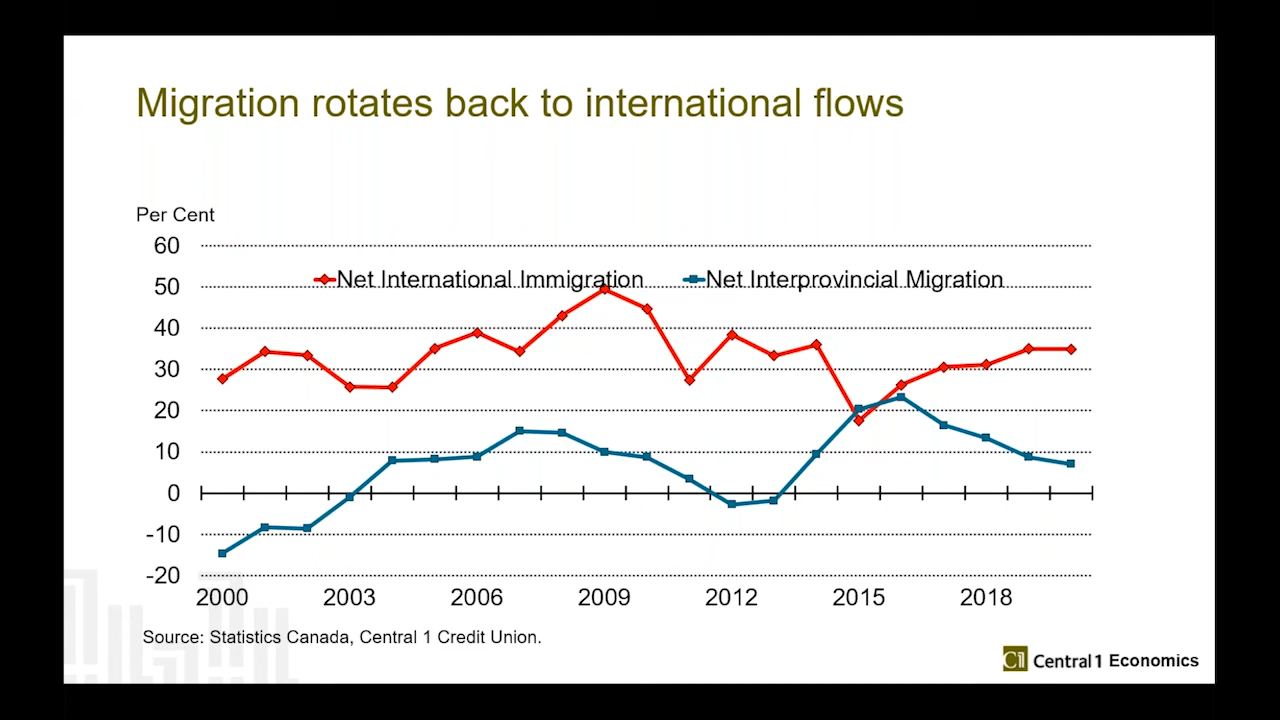 Migration rotates back to international flows
Per Cent
60
Net International Immigration Net Interprovincial Migration
50
40
30
20
10
0
-10
-20
2000 2003 2006 2009 2012 2015 2018
Source: Statistics Canada, Central 1 Credit Union.
C1 Central 1 Economics